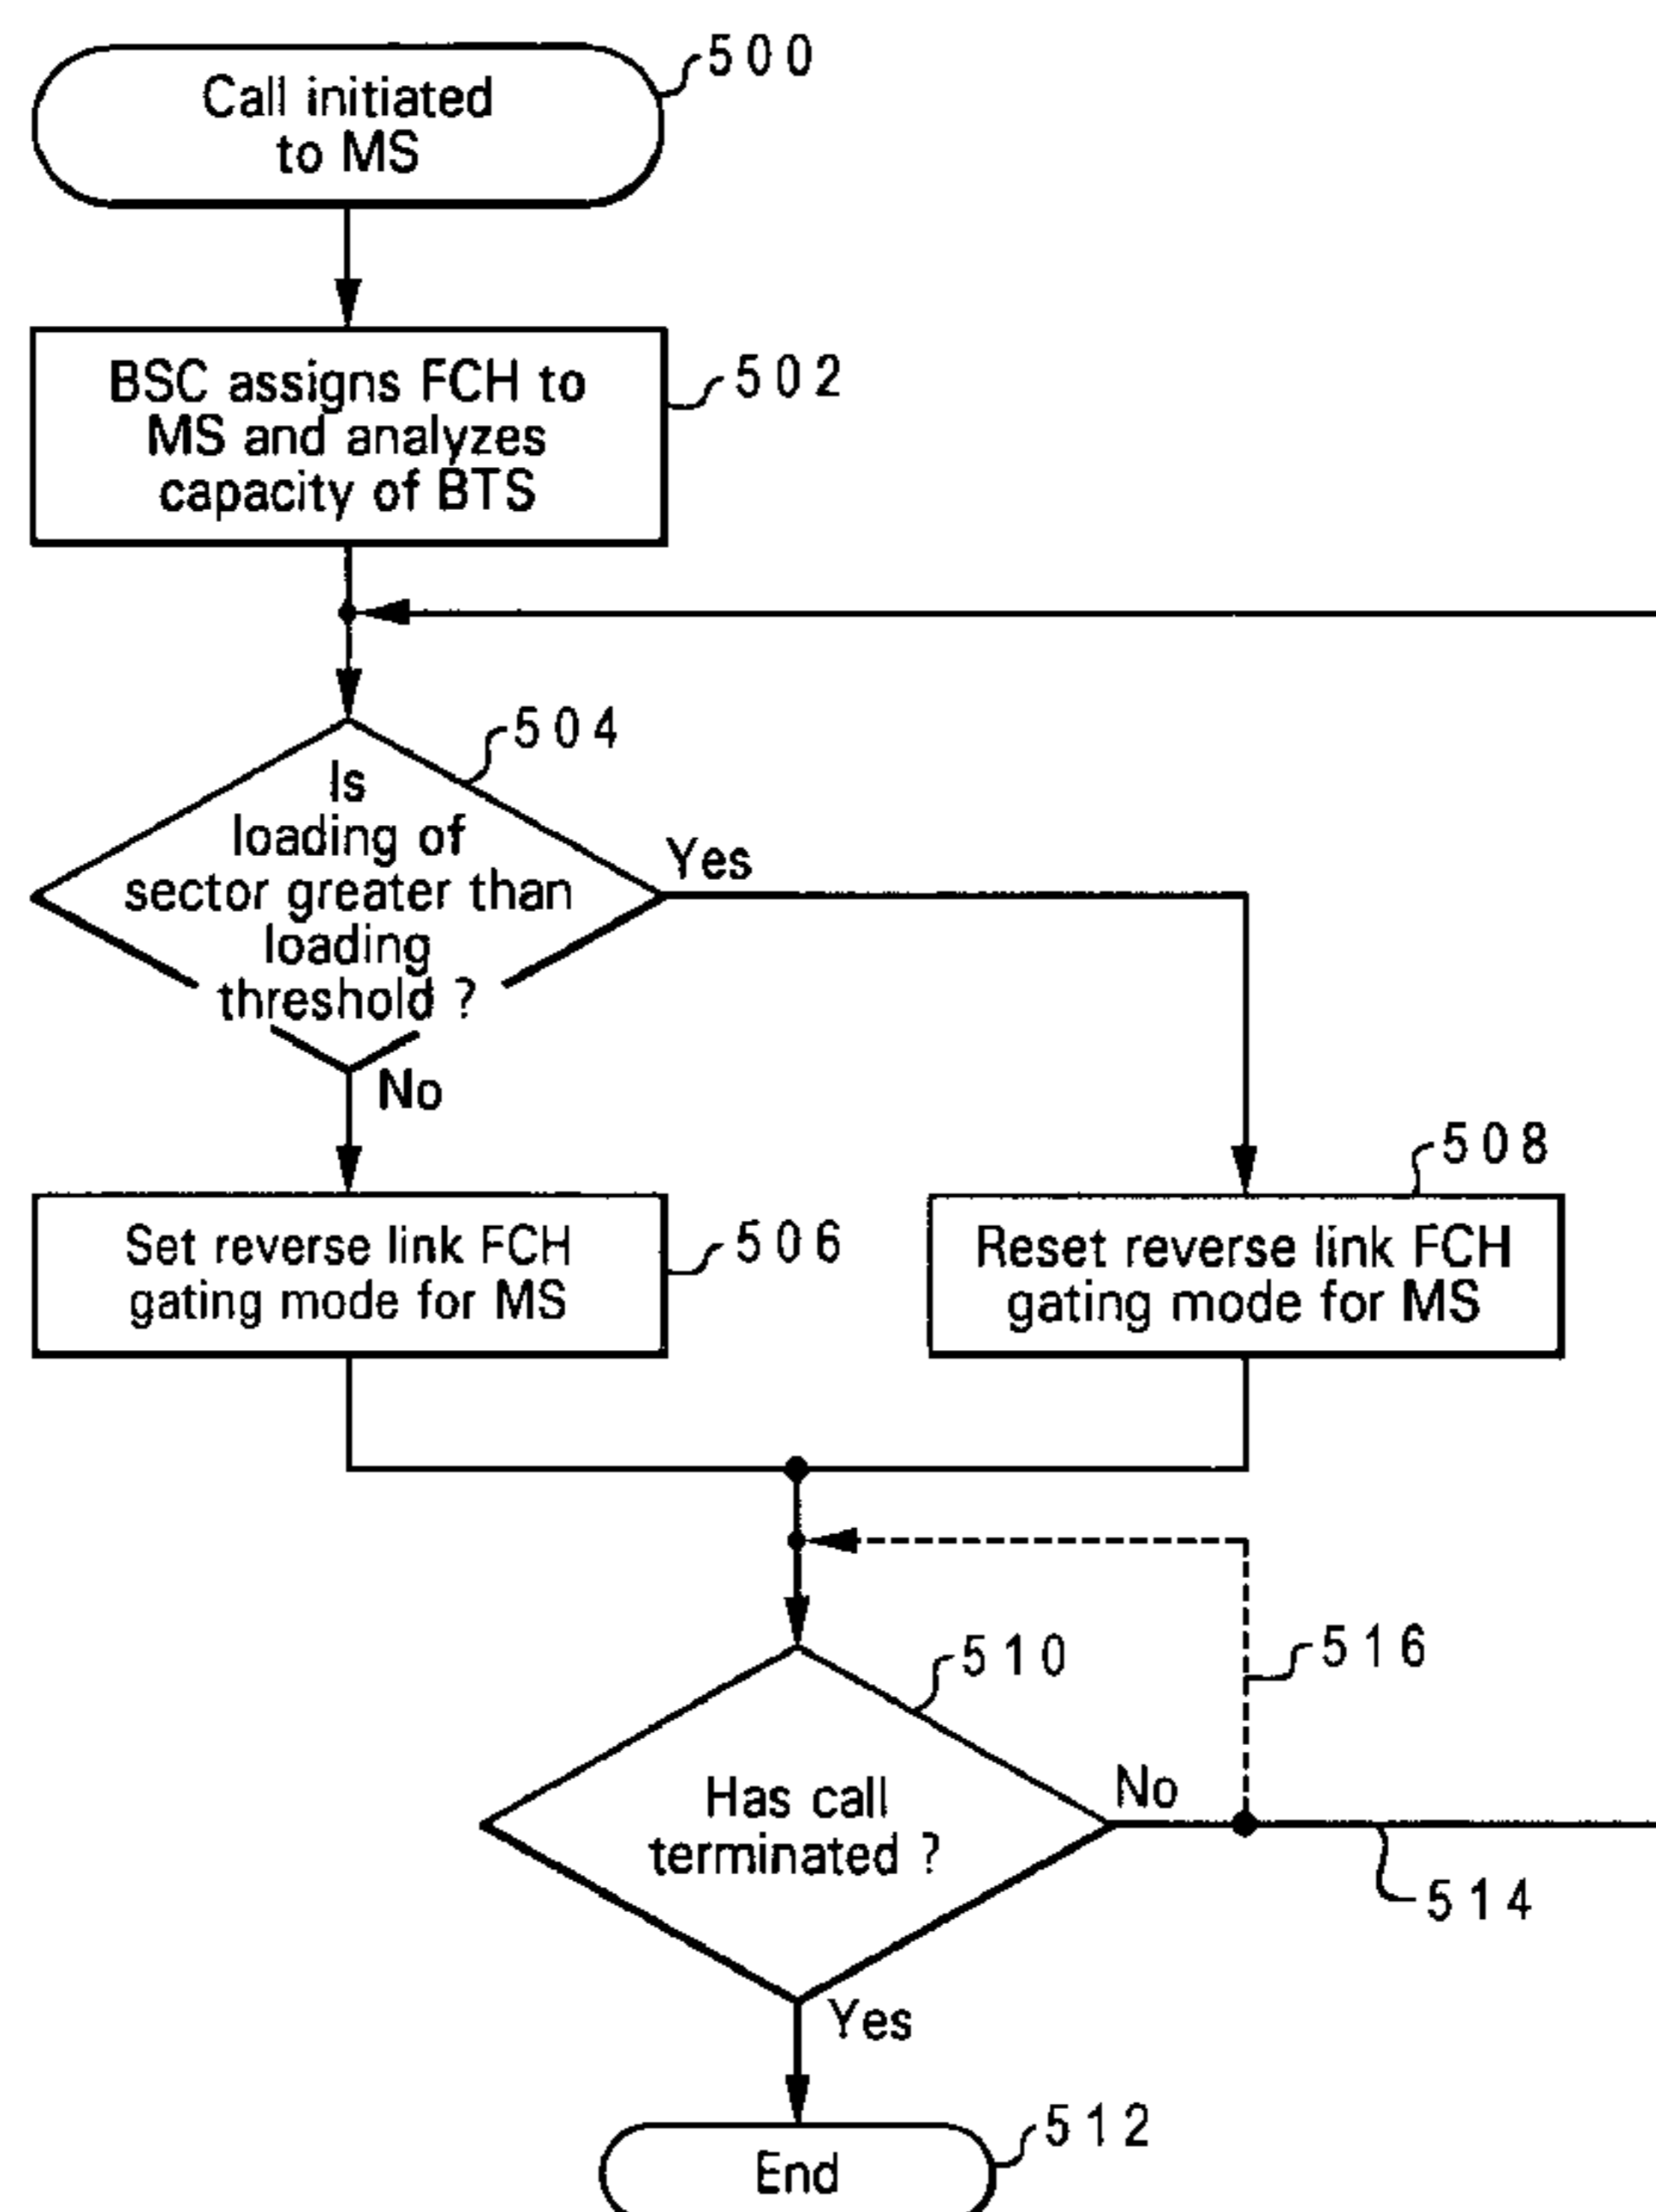 Call initiated
to MS
500
BSC assigns FCH to
MS and analyzes
capacity of BTS
502
504
Is
loading of
sector greater than
loading
threshold ?
Yes
No
508
Set reverse link FCH
gating mode for MS
506
Reset reverse link FCH
gating mode for MS
510
516
Has call
terminated ?
No
514
Yes
512
End